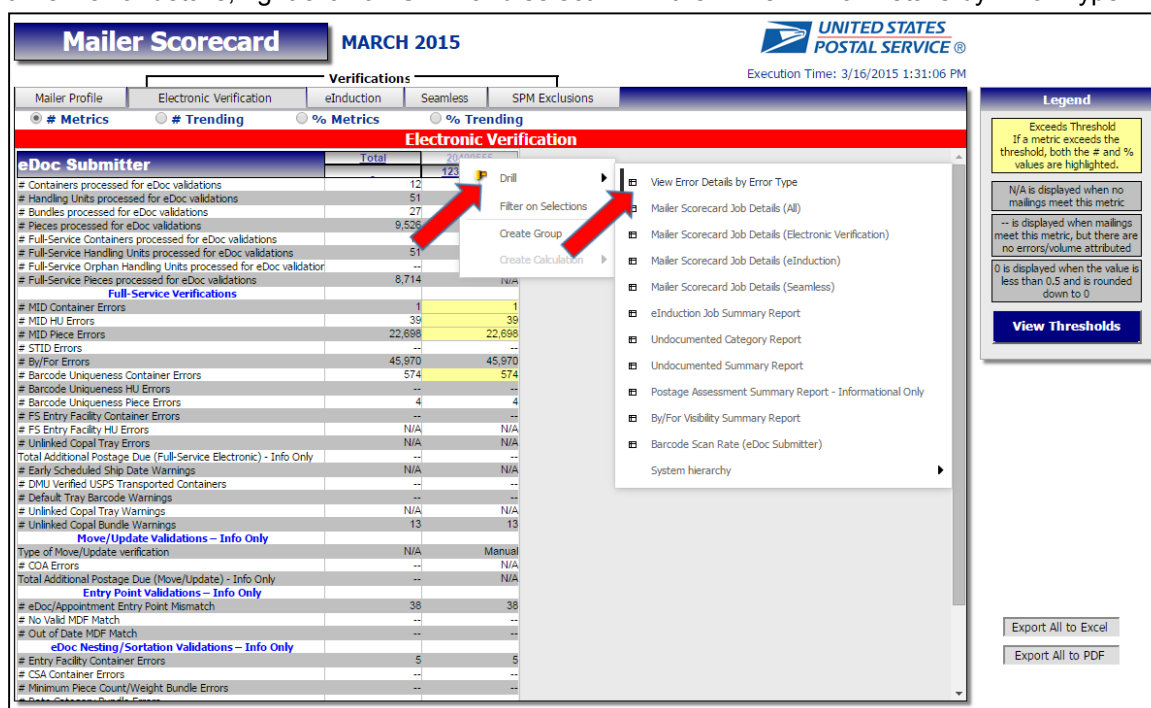 Mailer Scorecard
MARCH 2015
UNITED STATES
POSTAL SERVICE ®
Execution Time: 3/16/2015 1:31:06 PM
Verifications
Mailer Profile Electronic Verification eInduction Seamless SPM Exclusions
# Metrics # Trending % Metrics % Trending
Electronic Verification
eDoc Submitter Total
# Containers processed for eDoc validations 12
# Handling Units processed for eDoc validations 51
# Bundles processed for eDoc validations 27
# Pieces processed for eDoc validations 9,526
# Full-Service Containers processed for eDoc validations
# Full-Service Handling Units processed for eDoc validations 51
# Full-Service Orphan Handling Units processed for eDoc validation --
# Full-Service Pieces processed for eDoc validations 8,714 N/A
Full-Service Verifications
# MID Container Errors 1 1
# MID HU Errors 39 39
# MID Piece Errors 22,698 22,698
# STID Errors -- --
# By/For Errors 45,970 45,970
# Barcode Uniqueness Container Errors 574 574
# Barcode Uniqueness HU Errors -- --
# Barcode Uniqueness Piece Errors 4 4
# FS Entry Facility Container Errors -- --
# FS Entry Facility HU Errors N/A N/A
# Unlinked Copal Tray Errors N/A N/A
Total Additional Postage Due (Full-Service Electronic) - Info Only -- --
# Early Scheduled Ship Date Warnings N/A N/A
# DMU Verified USPS Transported Containers -- --
# Default Tray Barcode Warnings -- --
# Unlinked Copal Tray Warnings N/A N/A
# Unlinked Copal Bundle Warnings 13 13
Move/Update Validations – Info Only
Type of Move/Update verification N/A Manual
# COA Errors -- N/A
Total Additional Postage Due (Move/Update) - Info Only -- N/A
Entry Point Validations – Info Only
# eDoc/Appointment Entry Point Mismatch 38 38
# No Valid MDF Match -- --
# Out of Date MDF Match -- --
eDoc Nesting/Sortation Validations – Info Only
# Entry Facility Container Errors 5 5
# CSA Container Errors -- --
# Minimum Piece Count/Weight Bundle Errors -- --
Drill
Filter on Selections
Create Group
Create Calculation
View Error Details by Error Type
Mailer Scorecard Job Details (All)
Mailer Scorecard Job Details (Electronic Verification)
Mailer Scorecard Job Details (eInduction)
Mailer Scorecard Job Details (Seamless)
eInduction Job Summary Report
Undocumented Category Report
Undocumented Summary Report
Postage Assessment Summary Report - Informational Only
By/For Visibility Summary Report
Barcode Scan Rate (eDoc Submitter)
System hierarchy
Legend
Exceeds Threshold
If a metric exceeds the
threshold, both the # and %
values are highlighted.
N/A is displayed when no
mailings meet this metric
-- is displayed when mailings
meet this metric, but there are
no errors/volume attributed
0 is displayed when the value is
less than 0.5 and is rounded
down to 0
View Thresholds
Export All to Excel
Export All to PDF